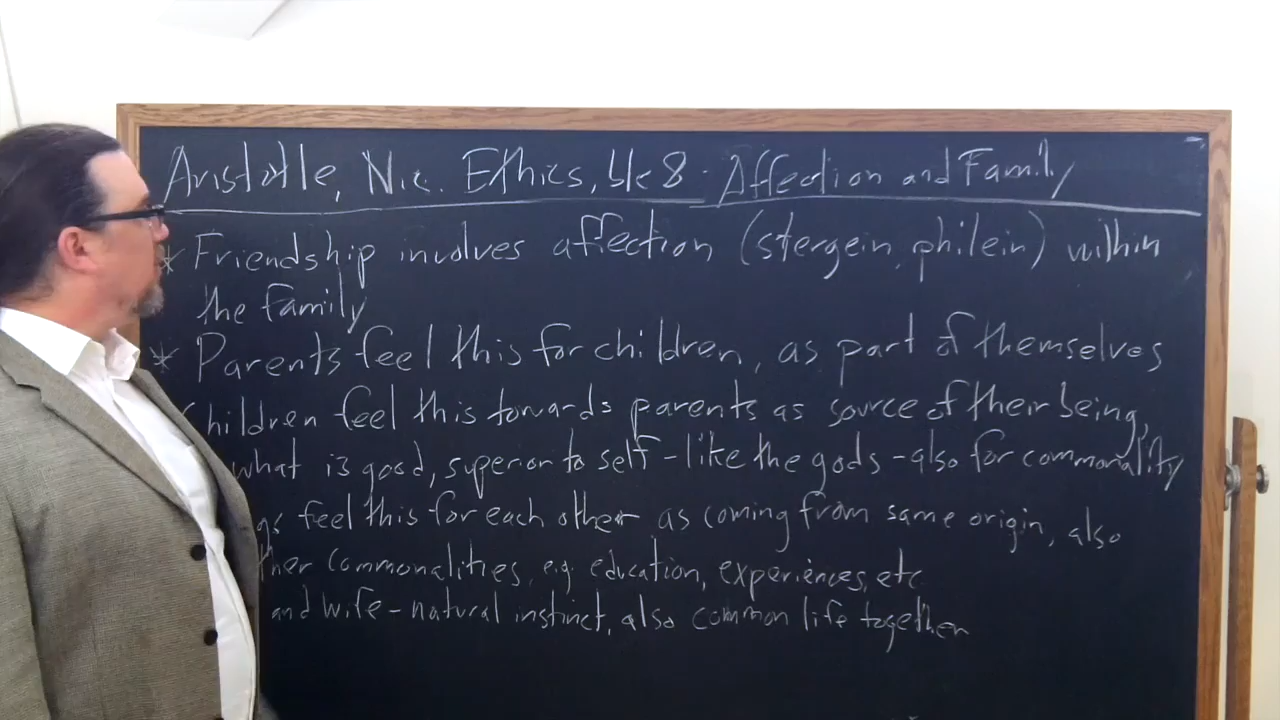 Aristotle, Nic. Ethics, bk 8 - Affection and Family
* Friendship involves affection (stergein, philein) within
the family
* Parents feel this for children, as part of themselves
Children feel this towards parents as source of their being,
what is good, superior to self - like the gods - also for commonality
gs feel this for each other as coming from same origin, also
ther commonalities, e.g. education, experiences, etc
and wife - natural instinct, also common life together